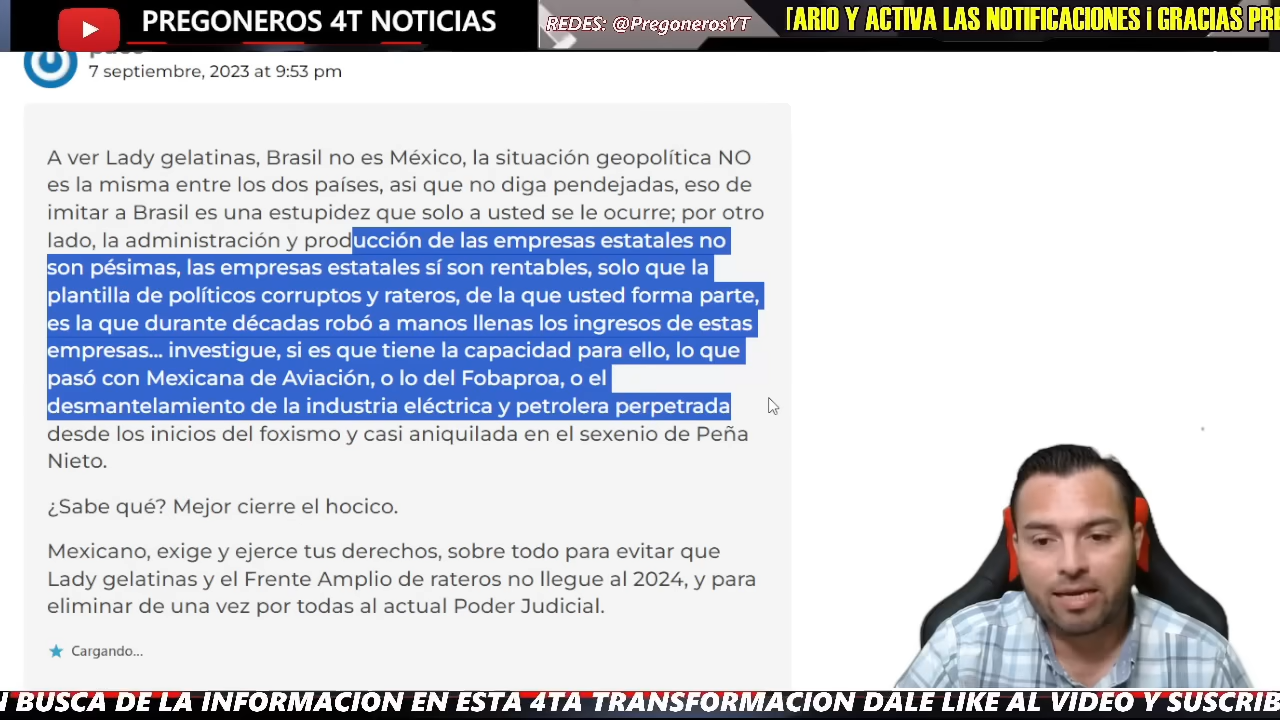 PREGONEROS 4T NOTICIAS
REDES: @PregonerosYT
TARIO Y ACTIVA LAS NOTIFICACIONES ¡ GRACIAS
7 septiembre, 2023 at 9:53 pm
A ver Lady gelatinas, Brasil no es México, la situación geopolítica NO
es la misma entre los dos países, asi que no diga pendejadas, eso de
imitar a Brasil es una estupidez que solo a usted se le ocurre; por otro
lado, la administración y producción de las empresas estatales no
son pésimas, las empresas estatales sí son rentables, solo que la
plantilla de políticos corruptos y rateros, de la que usted forma parte,
es la que durante décadas robó a manos llenas los ingresos de estas
empresas... investigue, si es que tiene la capacidad para ello, lo que
pasó con Mexicana de Aviación, o lo del Fobaproa, o el
desmantelamiento de la industria eléctrica y petrolera perpetrada
desde los inicios del foxismo y casi aniquilada en el sexenio de Peña
Nieto.
¿Sabe qué? Mejor cierre el hocico.
Mexicano, exige y ejerce tus derechos, sobre todo para evitar que
Lady gelatinas y el Frente Amplio de rateros no llegue al 2024, y para
eliminar de una vez por todas al actual Poder Judicial.
Cargando...
N BUSCA DE LA INFORMACION EN ESTA 4TA TRANSFORMACION DALE LIKE AL VIDEO Y SUSCRIB